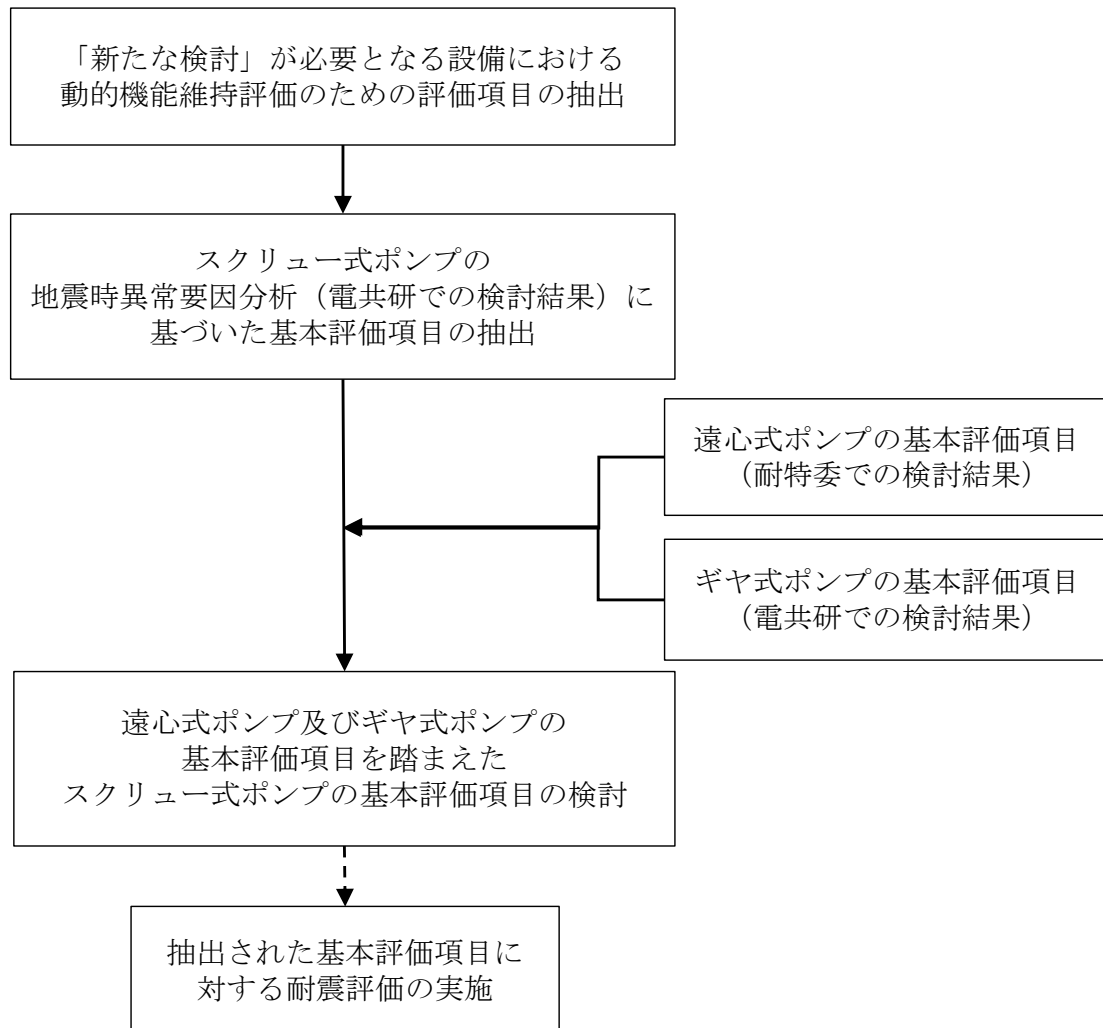 「新たな検討」が必要となる設備における
動的機能維持評価のための評価項目の抽出
スクリュー式ポンプの
地震時異常要因分析（電共研での検討結果）に
基づいた基本評価項目の抽出
遠心式ポンプの基本評価項目
（耐特委での検討結果）
ギヤ式ポンプの基本評価項目
（電共研での検討結果）
遠心式ポンプ及びギヤ式ポンプの
基本評価項目を踏まえた
スクリュー式ポンプの基本評価項目の検討
抽出された基本評価項目に
対する耐震評価の実施